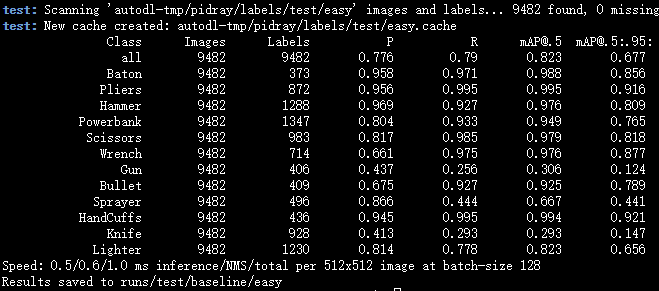 test: Scanning 'autodl-tmp/pidray/labels/test/easy' images and labels... 9482 found, 0 missing
test: New cache created: autodl-tmp/pidray/labels/test/easy.cache
Class Images Labels P R mAP@.5 mAP@.5:.95:
all 9482 9482 0.776 0.79 0.823 0.677
Baton 9482 373 0.958 0.971 0.988 0.856
Pliers 9482 872 0.956 0.995 0.995 0.916
Hammer 9482 1288 0.969 0.927 0.976 0.809
Powerbank 9482 1347 0.804 0.933 0.949 0.765
Scissors 9482 983 0.817 0.985 0.979 0.818
Wrench 9482 714 0.661 0.975 0.976 0.877
Gun 9482 406 0.437 0.256 0.306 0.124
Bullet 9482 409 0.675 0.927 0.925 0.789
Sprayer 9482 496 0.866 0.444 0.667 0.441
HandCuffs 9482 436 0.945 0.995 0.994 0.921
Knife 9482 928 0.413 0.293 0.293 0.147
Lighter 9482 1230 0.814 0.778 0.823 0.656
Speed: 0.5/0.6/1.0 ms inference/NMS/total per 512x512 image at batch-size 128
Results saved to runs/test/baseline/easy